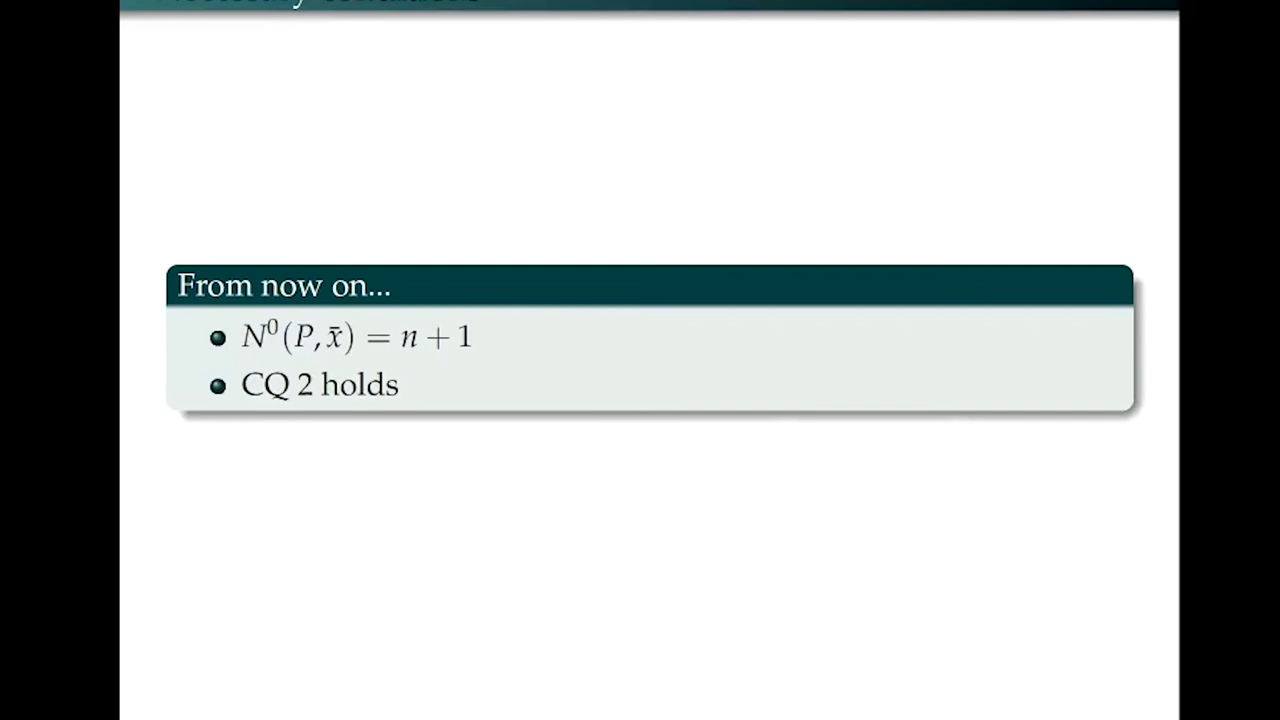 From now on...
N⁰(P, x̄) = n + 1
CQ 2 holds